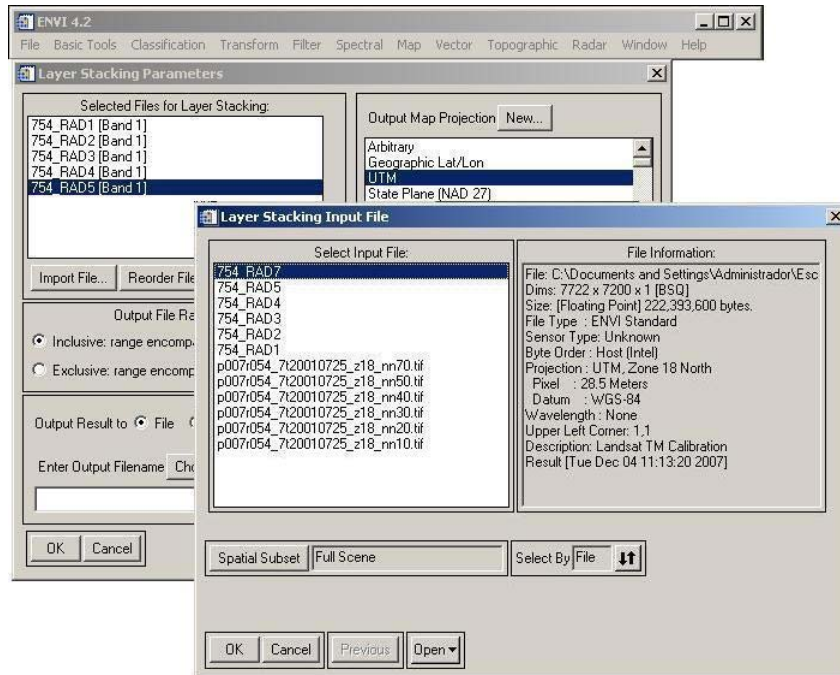 ENVI 4.2
File Basic Tools Classification Transform Filter Spectral Map Vector Topographic Radar Window Help
Layer Stacking Parameters
Selected Files for Layer Stacking:
754_RAD1 [Band 1]
754_RAD2 [Band 1]
754_RAD3 [Band 1]
754_RAD4 [Band 1]
754_RAD5 [Band 1]
Import File... Reorder File
Output File Ra
Inclusive: range encomp
Exclusive: range encomp
Output Result to File
Enter Output Filename Cho
OK Cancel
Output Map Projection New...
Arbitrary
Geographic Lat/Lon
UTM
State Plane (NAD 27)
Layer Stacking Input File
Select Input File:
754_RAD7
754_RAD5
754_RAD4
754_RAD3
754_RAD2
754_RAD1
p007r054_7t20010725_z18_nn70.tif
p007r054_7t20010725_z18_nn50.tif
p007r054_7t20010725_z18_nn40.tif
p007r054_7t20010725_z18_nn30.tif
p007r054_7t20010725_z18_nn20.tif
p007r054_7t20010725_z18_nn10.tif
File Information:
File: C:\Documents and Settings\Administrador\Esc
Dims: 7722 x 7200 x 1 [BSQ]
Size: [Floating Point] 222,393,600 bytes.
File Type : ENVI Standard
Sensor Type: Unknown
Byte Order : Host (Intel)
Projection : UTM, Zone 18 North
Pixel : 28.5 Meters
Datum : WGS-84
Wavelength : None
Upper Left Corner: 1,1
Description: Landsat TM Calibration
Result [Tue Dec 04 11:13:20 2007]
Spatial Subset Full Scene
Select By File
OK Cancel Previous Open